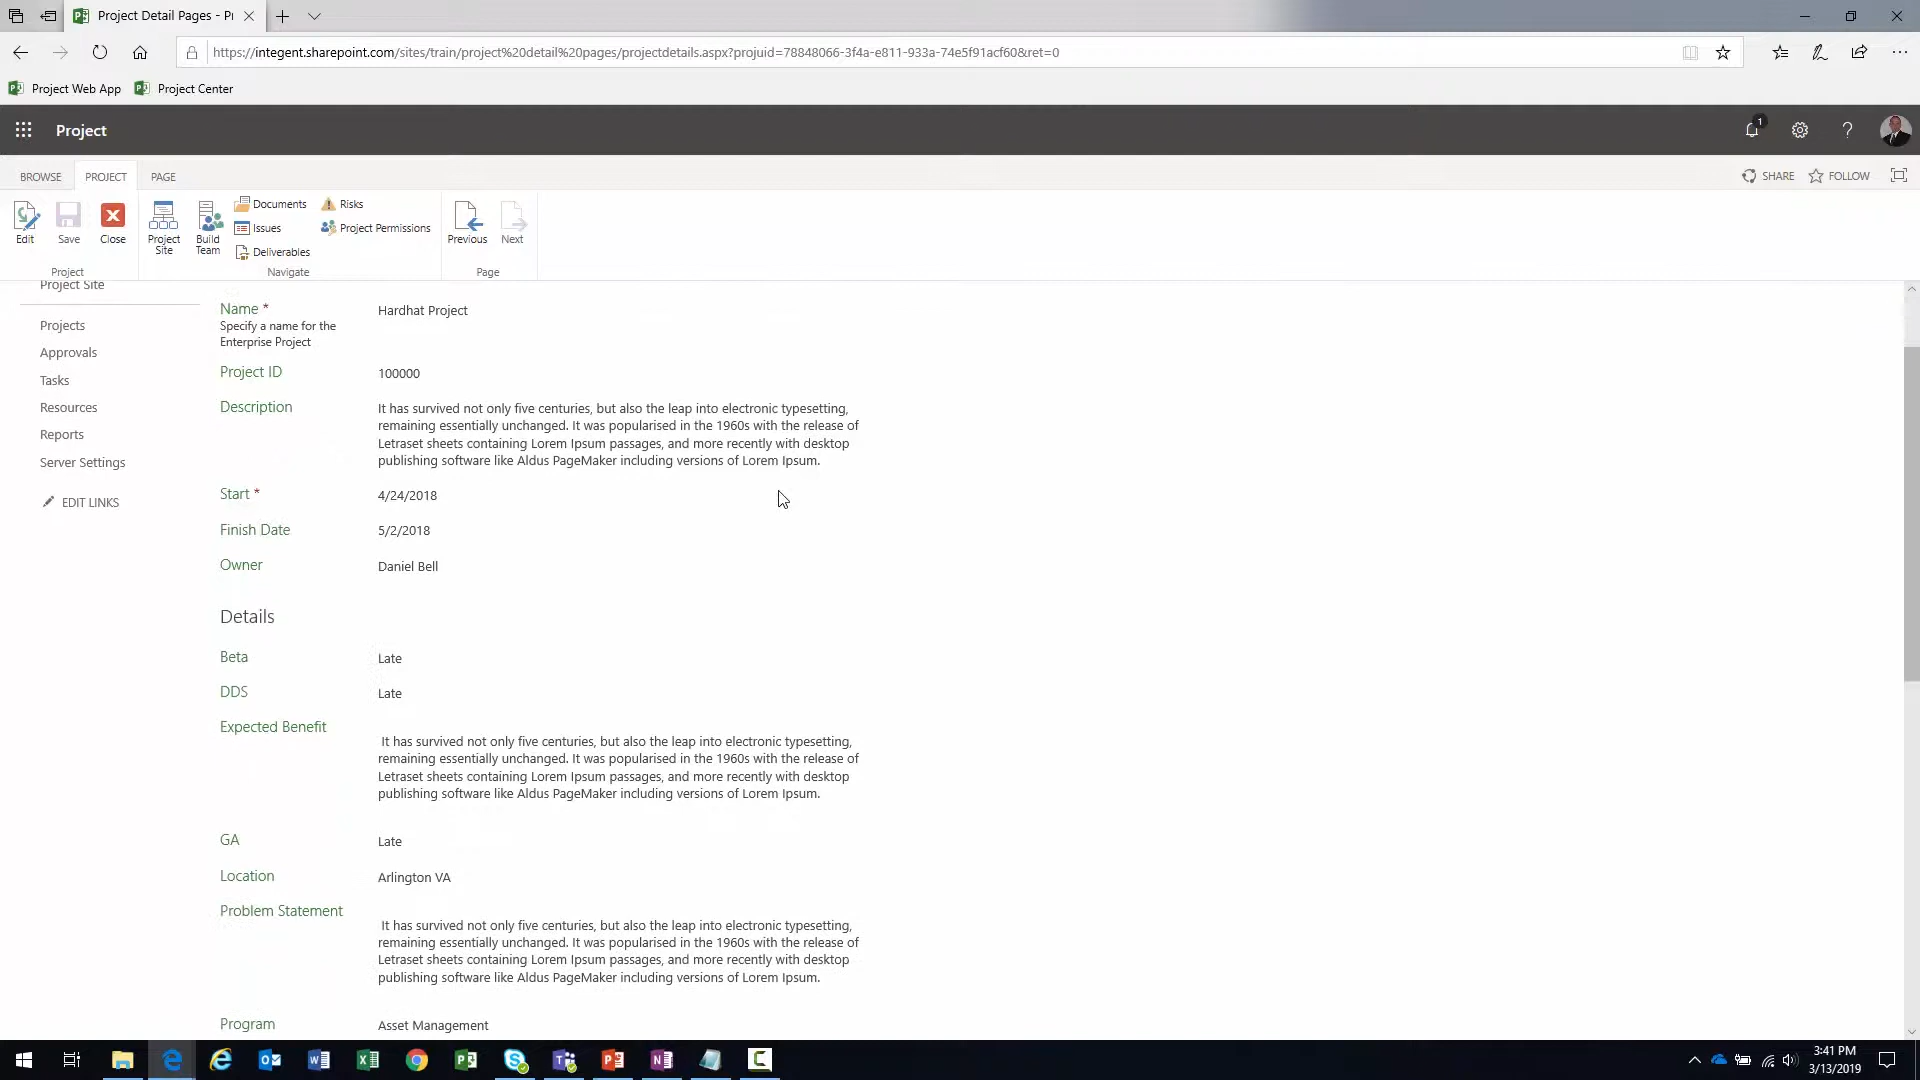 Project Detail Pages - Pr
https://integent.sharepoint.com/sites/train/project%20detail%20pages/projectdetails.aspx?projuid=78848066-3f4a-e811-933a-74e5f91acf60&ret=0
Project Web App
Project Center
Project
1
BROWSE
PROJECT
PAGE
SHARE
FOLLOW
Edit
Save
Close
Project Site
Build Team
Documents
Issues
Deliverables
Risks
Project Permissions
Previous
Next
Project
Navigate
Page
Project Site
Projects
Approvals
Tasks
Resources
Reports
Server Settings
EDIT LINKS
Name *
Specify a name for the
Enterprise Project
Hardhat Project
Project ID
100000
Description
It has survived not only five centuries, but also the leap into electronic typesetting,
remaining essentially unchanged. It was popularised in the 1960s with the release of
Letraset sheets containing Lorem Ipsum passages, and more recently with desktop
publishing software like Aldus PageMaker including versions of Lorem Ipsum.
Start *
4/24/2018
Finish Date
5/2/2018
Owner
Daniel Bell
Details
Beta
Late
DDS
Late
Expected Benefit
It has survived not only five centuries, but also the leap into electronic typesetting,
remaining essentially unchanged. It was popularised in the 1960s with the release of
Letraset sheets containing Lorem Ipsum passages, and more recently with desktop
publishing software like Aldus PageMaker including versions of Lorem Ipsum.
GA
Late
Location
Arlington VA
Problem Statement
It has survived not only five centuries, but also the leap into electronic typesetting,
remaining essentially unchanged. It was popularised in the 1960s with the release of
Letraset sheets containing Lorem Ipsum passages, and more recently with desktop
publishing software like Aldus PageMaker including versions of Lorem Ipsum.
Program
Asset Management
3:41 PM
3/13/2019